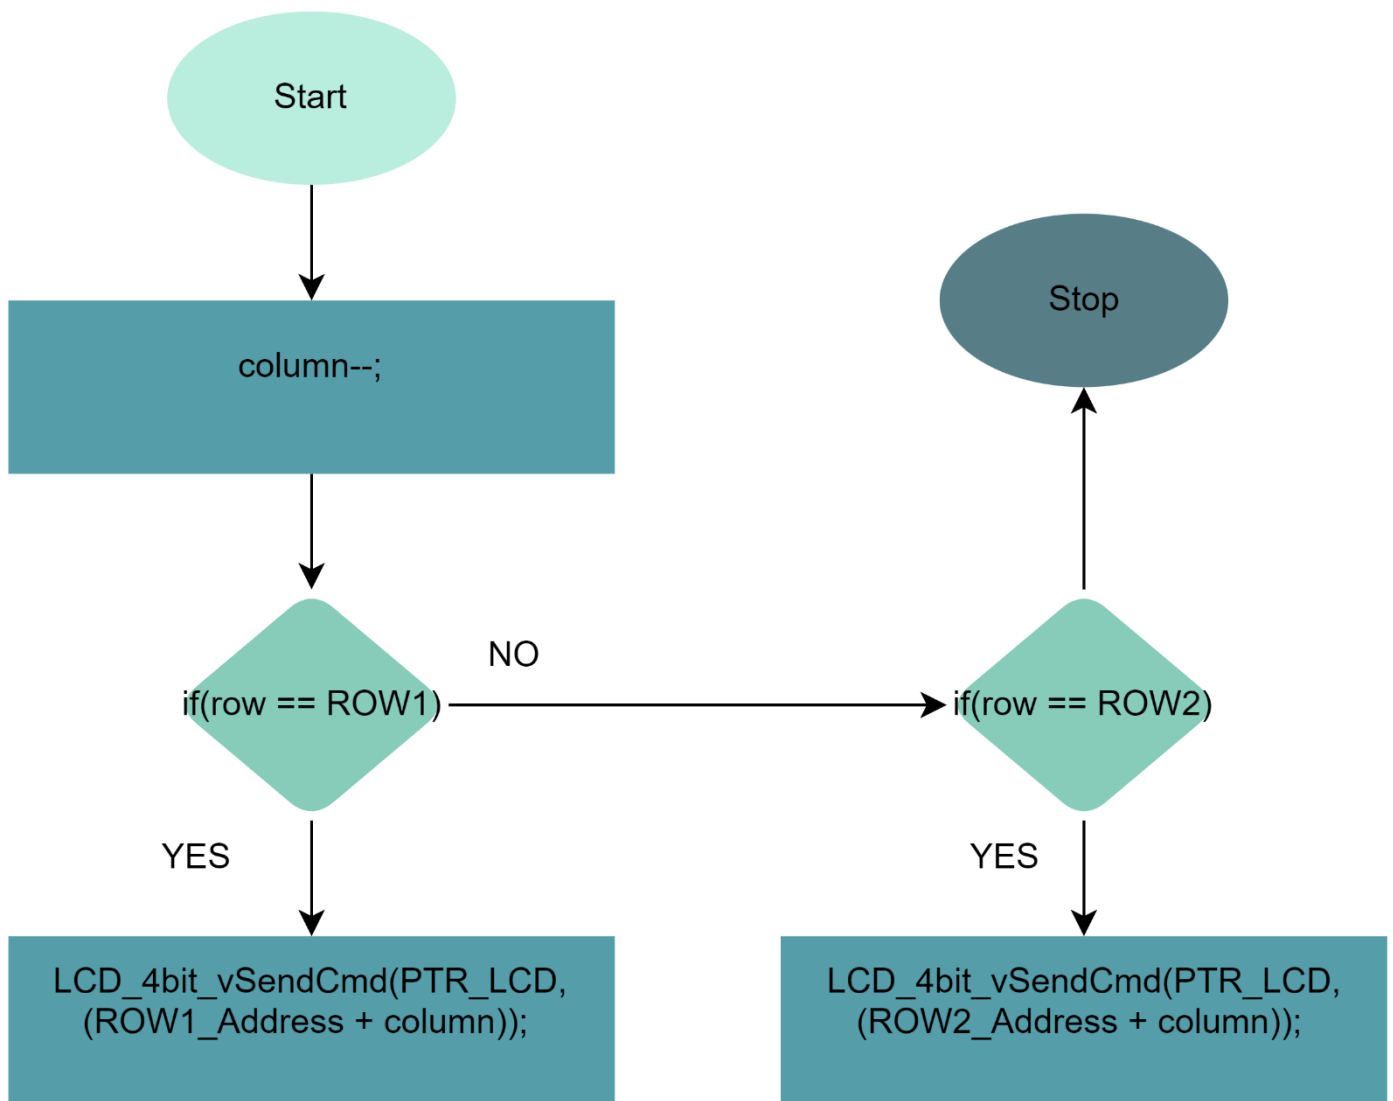 Start
column--;
Stop
if(row == ROW1)
NO
if(row == ROW2)
YES
YES
LCD_4bit_vSendCmd(PTR_LCD,
(ROW1_Address + column));
LCD_4bit_vSendCmd(PTR_LCD,
(ROW2_Address + column));